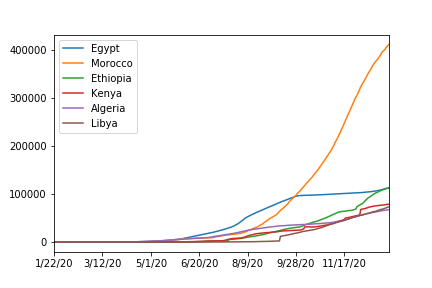 400000
300000
200000
100000
0
Egypt
Morocco
Ethiopia
Kenya
Algeria
Libya
1/22/20 3/12/20 5/1/20 6/20/20 8/9/20 9/28/20 11/17/20